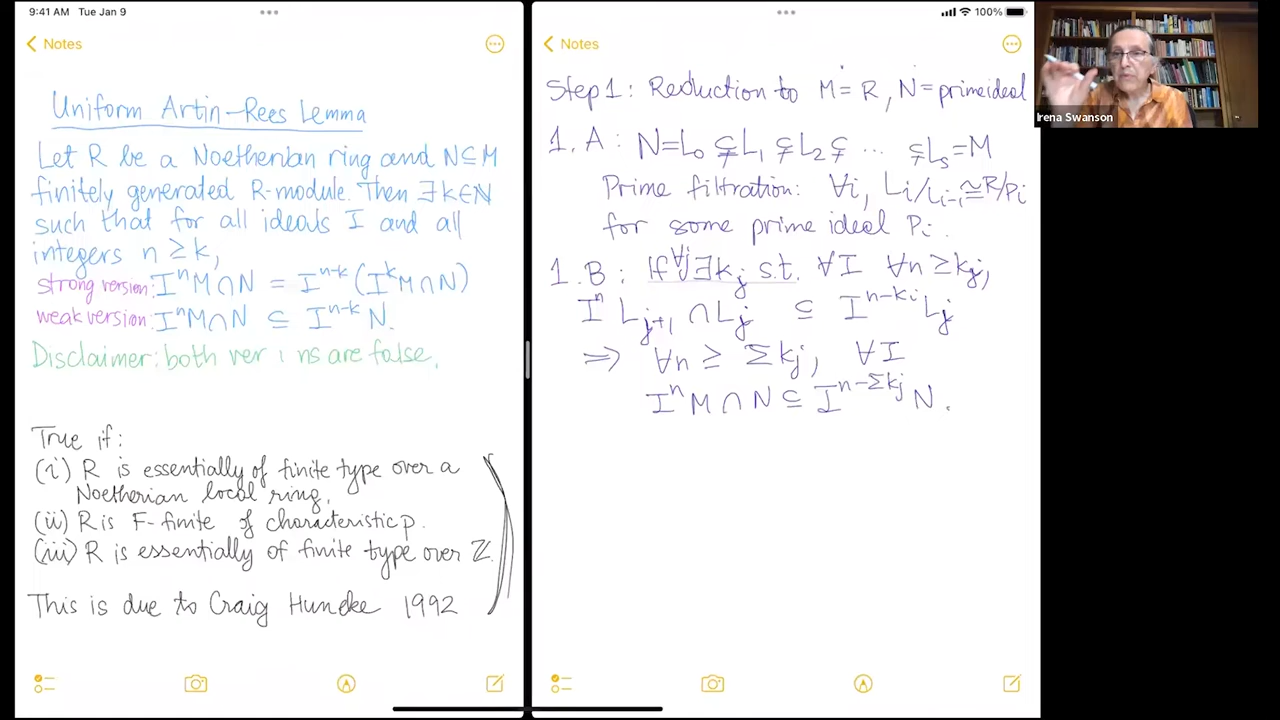 9:41 AM Tue Jan 9
Notes
Uniform Artin-Rees Lemma
Let R be a Noetherian ring and N⊆M
finitely generated R-module. Then ∃k∈ℕ
such that for all ideals I and all
integers n ≥ k,
strong version: IⁿM∩N = Iⁿ⁻ᵏ(IᵏM∩N)
weak version: IⁿM∩N ⊆ Iⁿ⁻ᵏ N.
Disclaimer: both ver ns are false.
True if:
(i) R is essentially of finite type over a
Noetherian local ring.
(ii) R is F-finite of characteristic p.
(iii) R is essentially of finite type over ℤ.
This is due to Craig Huneke 1992
100%
Notes
Step 1: Reduction to M = R, N = prime ideal
1.A: N=L₀ ⊊ L₁ ⊊ L₂ ⊊ ... ⊊ Lₛ=M
Prime filtration: ∀i, Lᵢ/Lᵢ₋₁ ≅ R/Pᵢ
for some prime ideal Pᵢ.
1.B: If ∀j ∃kⱼ s.t. ∀I ∀n ≥ kⱼ,
Iⁿ Lⱼ₊₁ ∩ Lⱼ ⊆ I^{n-kⱼ} Lⱼ
⇒ ∀n ≥ Σkⱼ, ∀I
IⁿM∩N ⊆ I^{n-Σkⱼ} N.
Irena Swanson